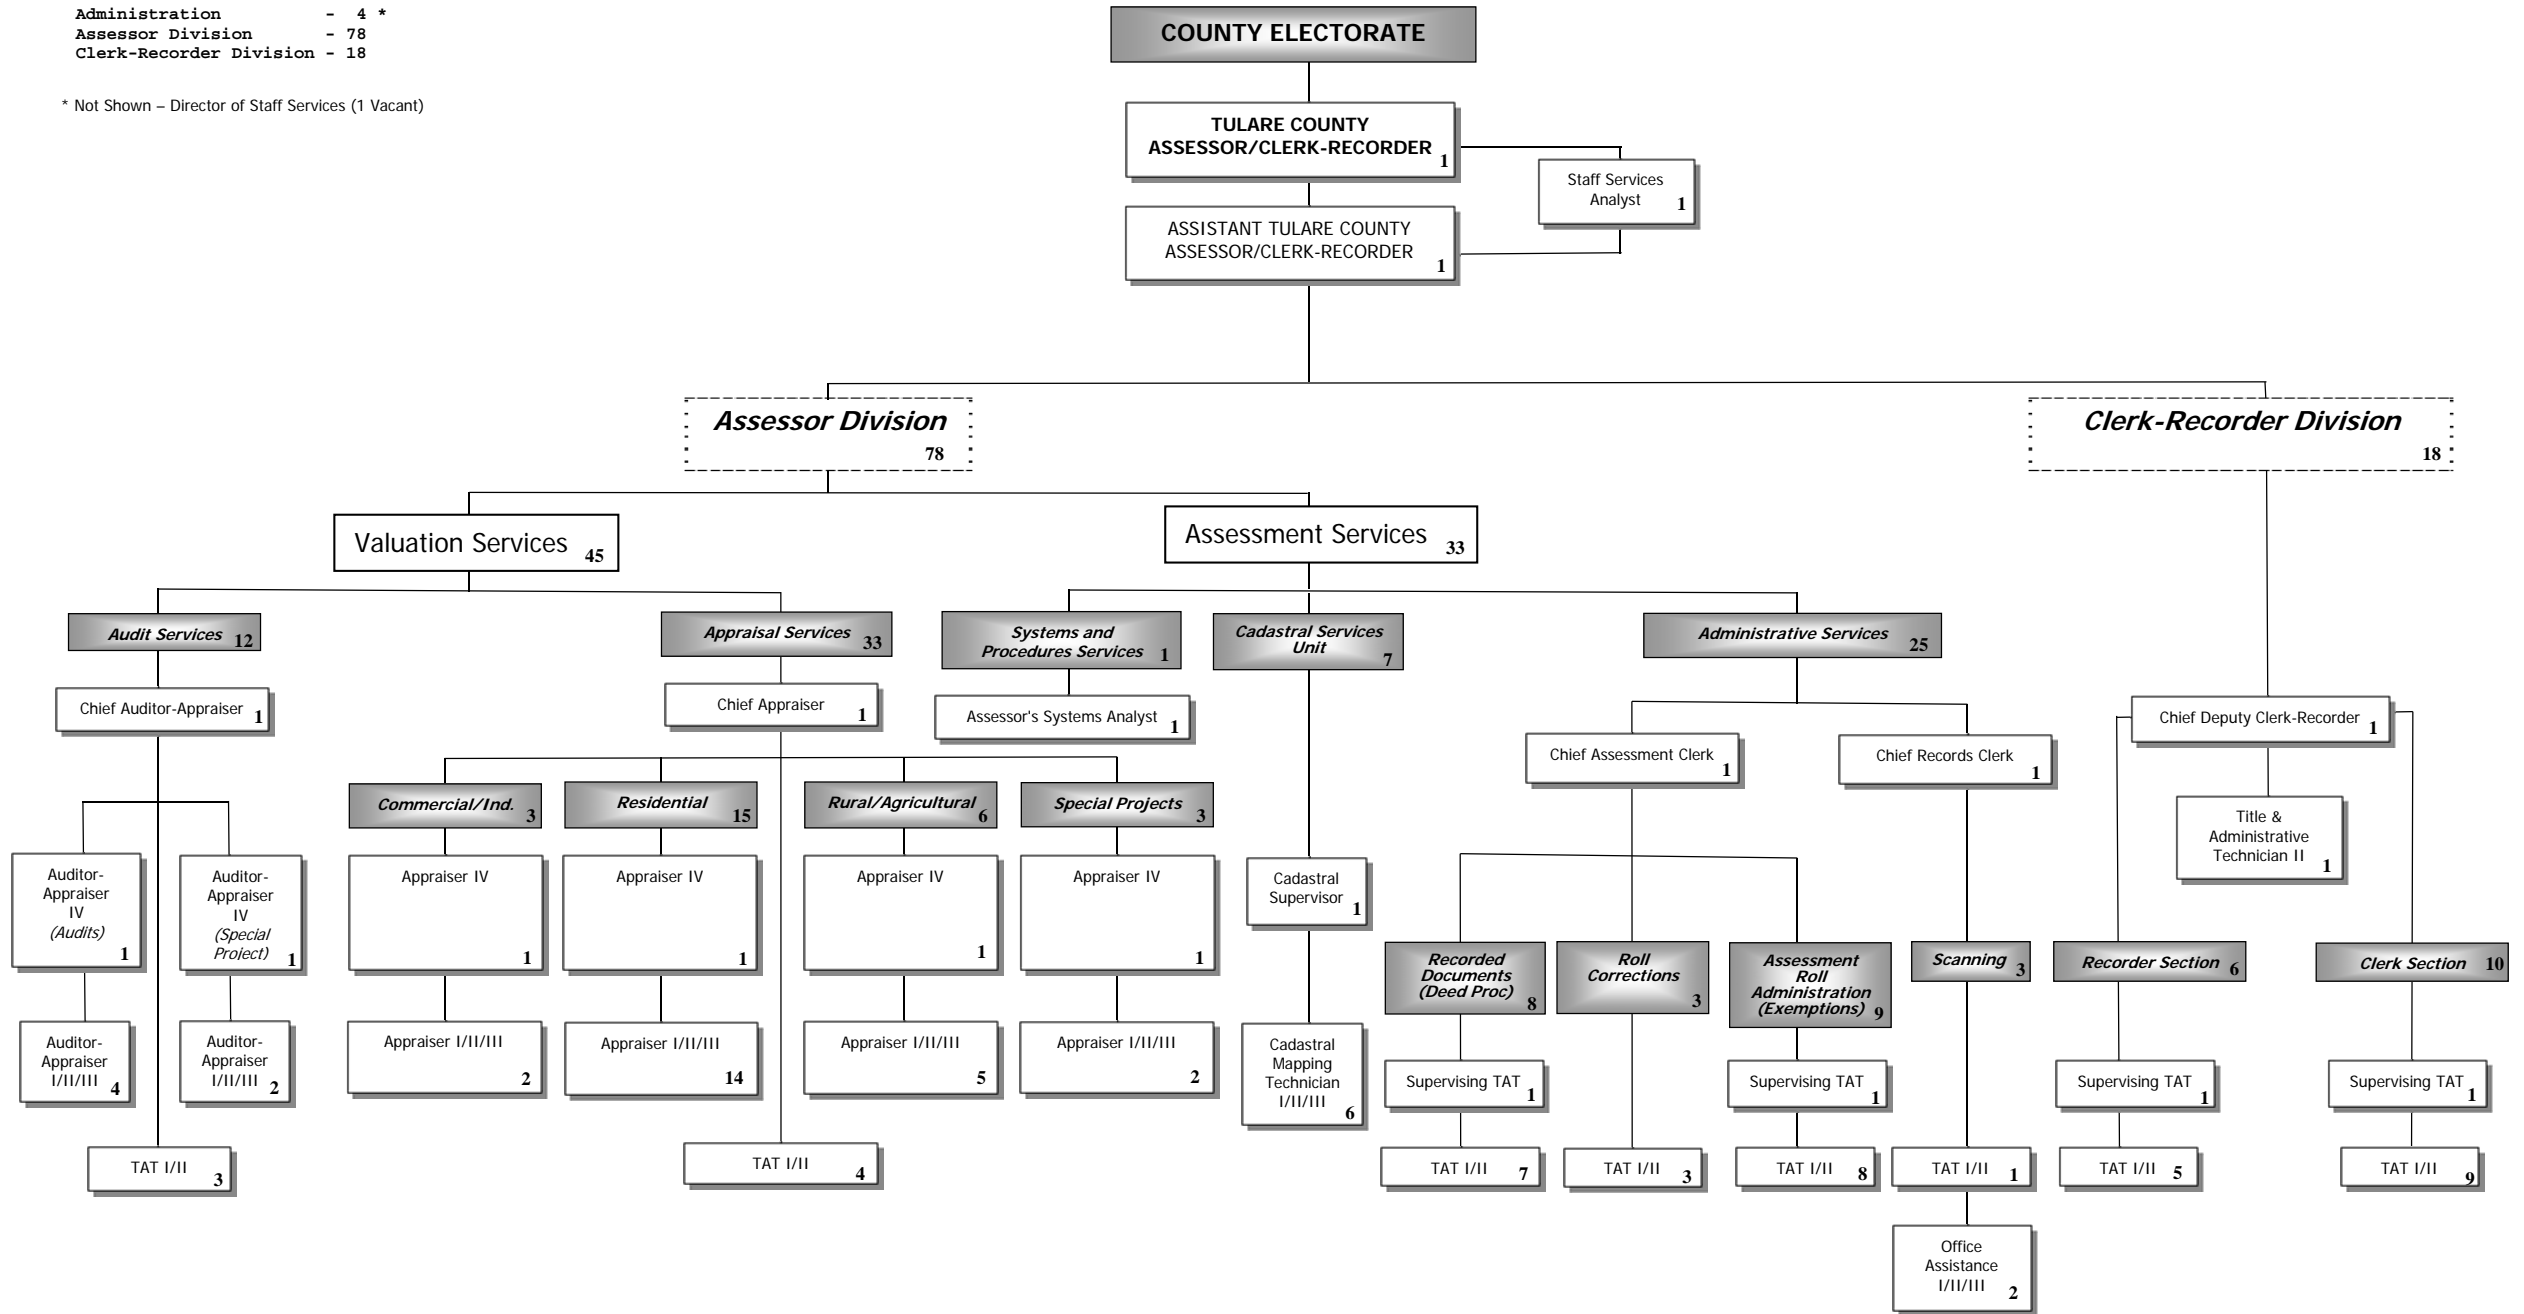 Administration - 4 *
Assessor Division - 78
Clerk-Recorder Division - 18
* Not Shown – Director of Staff Services (1 Vacant)
COUNTY ELECTORATE
TULARE COUNTY
ASSESSOR/CLERK-RECORDER
1
Staff Services
Analyst
1
ASSISTANT TULARE COUNTY
ASSESSOR/CLERK-RECORDER
1
Assessor Division
78
Clerk-Recorder Division
18
Valuation Services 45
Assessment Services 33
Audit Services 12
Appraisal Services 33
Systems and
Procedures Services 1
Cadastral Services
Unit
7
Administrative Services
25
Chief Auditor-Appraiser 1
Chief Appraiser 1
Assessor's Systems Analyst 1
Chief Assessment Clerk 1
Chief Records Clerk 1
Chief Deputy Clerk-Recorder 1
Commercial/Ind. 3
Residential 15
Rural/Agricultural 6
Special Projects 3
Title &
Administrative
Technician II
1
Auditor-
Appraiser
IV
(Audits)
1
Auditor-
Appraiser
IV
(Special
Project) 1
Appraiser IV
1
Appraiser IV
1
Appraiser IV
1
Appraiser IV
1
Cadastral
Supervisor 1
Recorded
Documents
(Deed Proc) 8
Roll
Corrections
3
Assessment
Roll
Administration
(Exemptions) 9
Scanning 3
Recorder Section 6
Clerk Section 10
Auditor-
Appraiser
I/II/III 4
Auditor-
Appraiser
I/II/III 2
Appraiser I/II/III
2
Appraiser I/II/III
14
Appraiser I/II/III
5
Appraiser I/II/III
2
Cadastral
Mapping
Technician
I/II/III 6
Supervising TAT 1
Supervising TAT 1
Supervising TAT 1
Supervising TAT 1
TAT I/II 3
TAT I/II 4
TAT I/II 7
TAT I/II 3
TAT I/II 8
TAT I/II 1
TAT I/II 5
TAT I/II 9
Office
Assistance
I/II/III 2